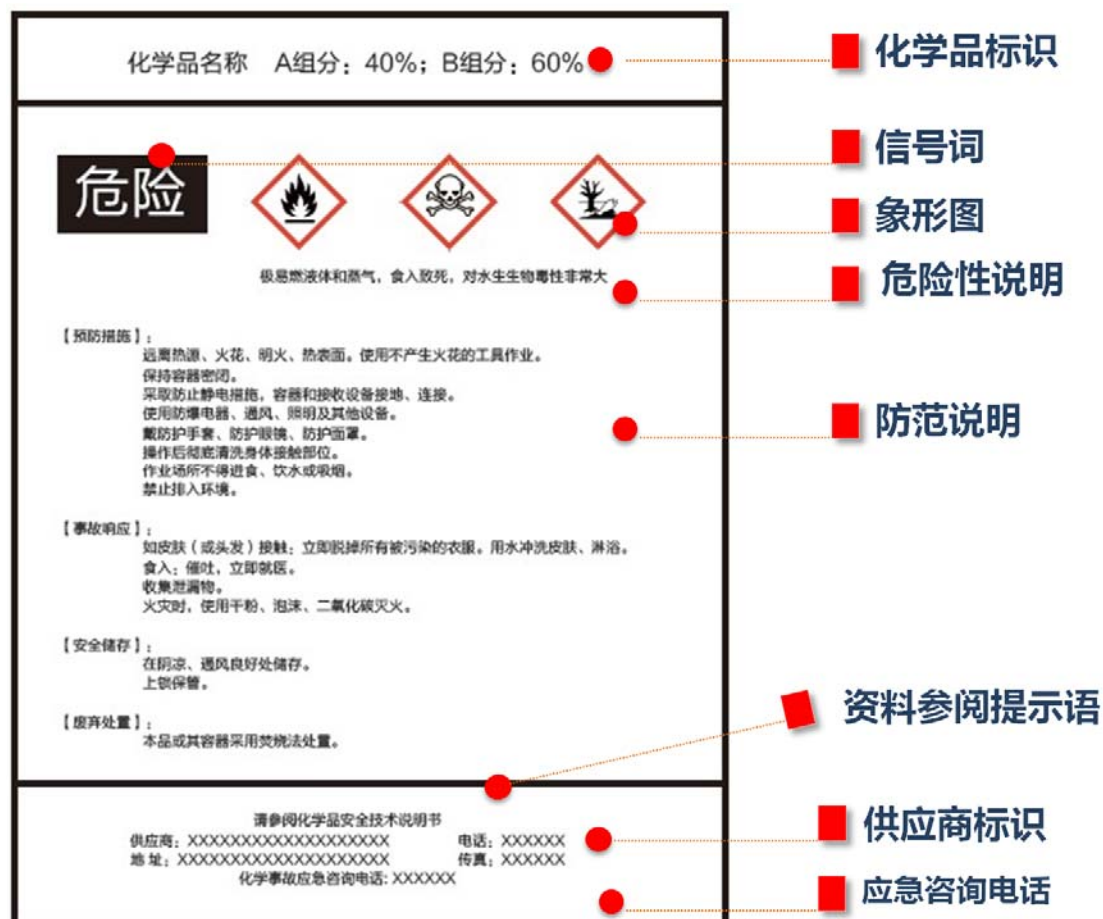 化学品名称 A组分：40%；B组分：60%
化学品标识
信号词
危险
象形图
极易燃液体和蒸气，食入致死，对水生生物毒性非常大
危险性说明
【预防措施】：
远离热源、火花、明火、热表面。使用不产生火花的工具作业。
保持容器密闭。
采取防止静电措施，容器和接收设备接地、连接。
使用防爆电器、通风、照明及其他设备。
戴防护手套、防护眼镜、防护面罩。
操作后彻底清洗身体接触部位。
作业场所不得进食、饮水或吸烟。
禁止排入环境。
防范说明
【事故响应】：
如皮肤（或头发）接触：立即脱掉所有被污染的衣服。用水冲洗皮肤、淋浴。
食入：催吐，立即就医。
收集泄漏物。
火灾时，使用干粉、泡沫、二氧化碳灭火。
【安全储存】：
在阴凉、通风良好处储存。
上锁保管。
【废弃处置】：
本品或其容器采用焚烧法处置。
资料参阅提示语
请参阅化学品安全技术说明书
供应商：XXXXXXXXXXXXXXXXXXX 电话：XXXXXX
地 址：XXXXXXXXXXXXXXXXXXX 传真：XXXXXX
化学事故应急咨询电话：XXXXXX
供应商标识
应急咨询电话